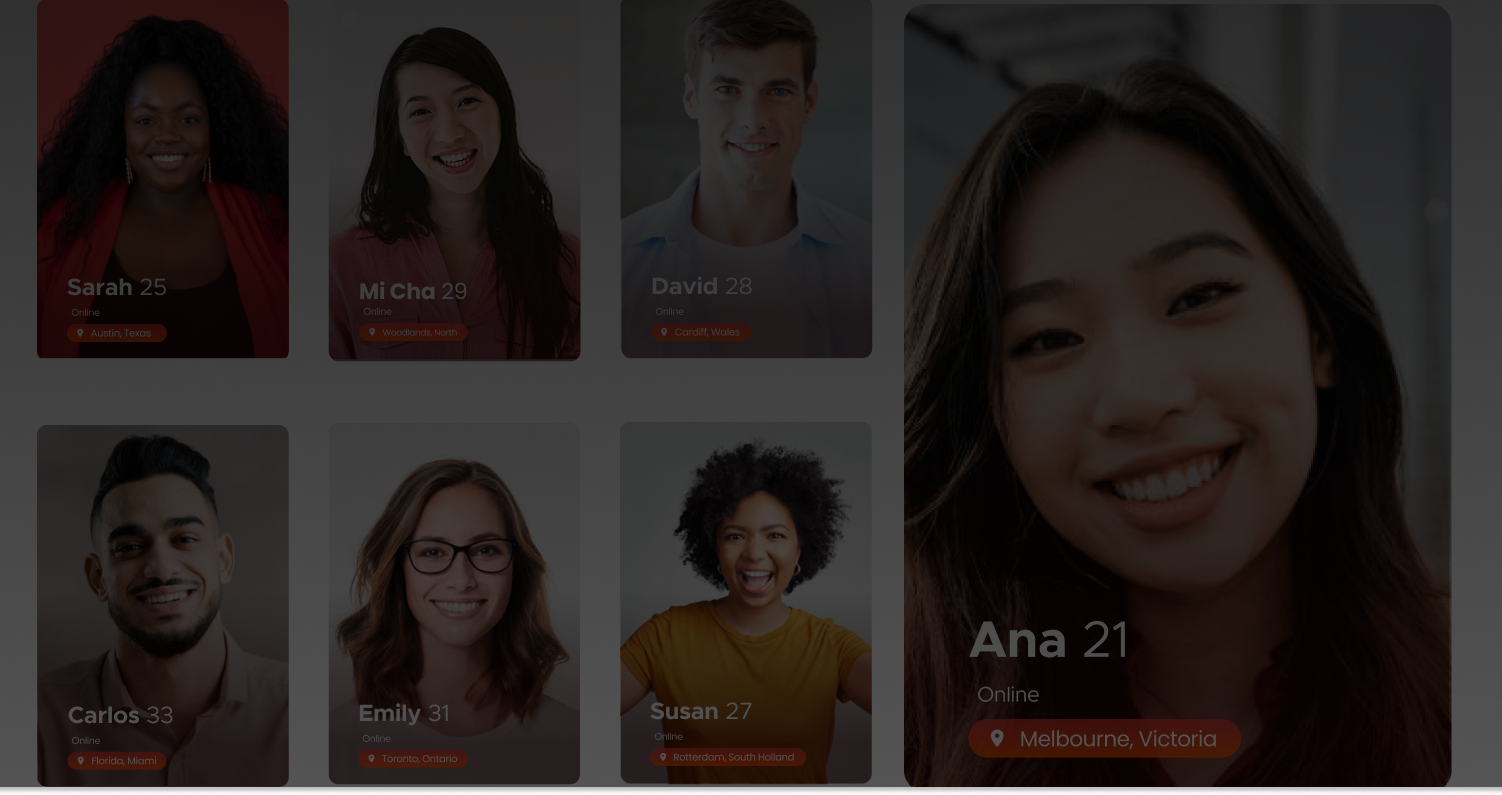 Sarah 25
Online
Austin, Texas
Mi Cha 29
Online
Woodlands, North
David 28
Online
Cardiff, Wales
Carlos 33
Online
Florida, Miami
Emily 31
Online
Toronto, Ontario
Susan 27
Online
Rotterdam, South Holland
Ana 21
Online
Melbourne, Victoria